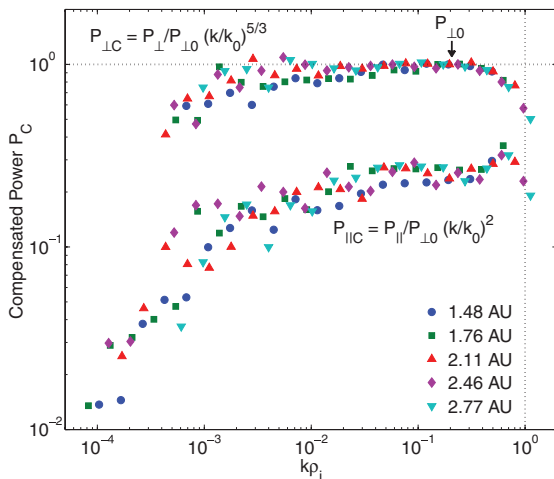 P⊥0
P⊥C = P⊥/P⊥0 (k/k0)^5/3
Compensated Power PC
10^0
10^-1
10^-2
P||C = P||/P⊥0 (k/k0)^2
1.48 AU
1.76 AU
2.11 AU
2.46 AU
2.77 AU
10^-4
10^-3
10^-2
10^-1
10^0
kρi